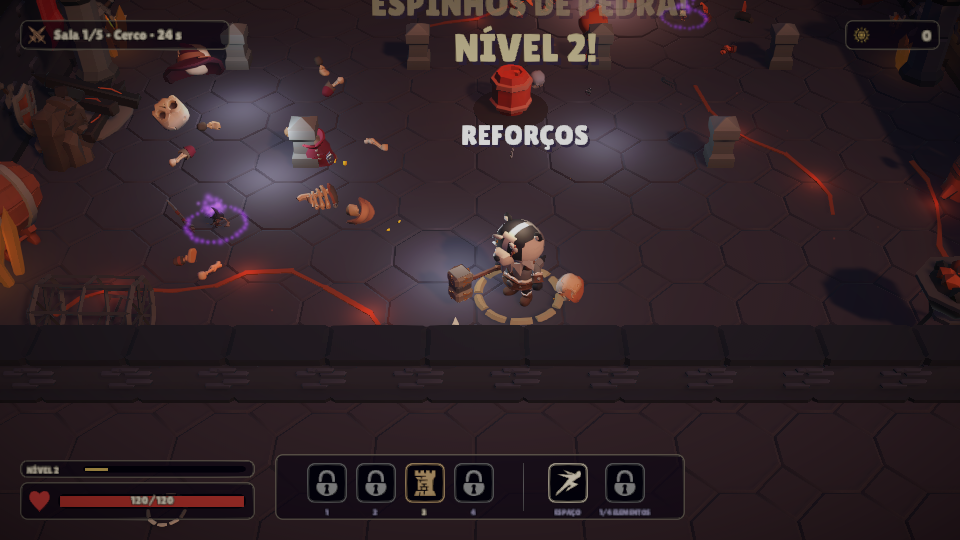 ESPINHOS DE PEDRA!
Sala 1/5 · Cerco · 24 s
0
NÍVEL 2!
REFORÇOS
NÍVEL 2
120/120
1
2
3
4
ESPAÇO
1/4 ELEMENTOS